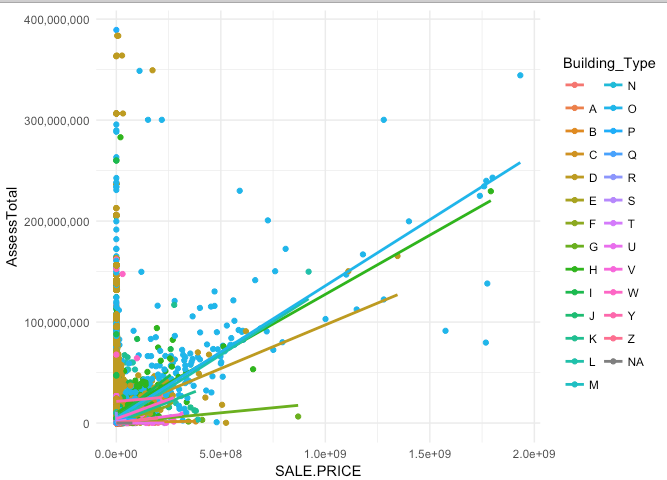 400,000,000
300,000,000
200,000,000
100,000,000
0
AssessTotal
0.0e+00 5.0e+08 1.0e+09 1.5e+09 2.0e+09
SALE.PRICE
Building_Type
N
A O
B P
C Q
D R
E S
F T
G U
H V
I W
J Y
K Z
L NA
M